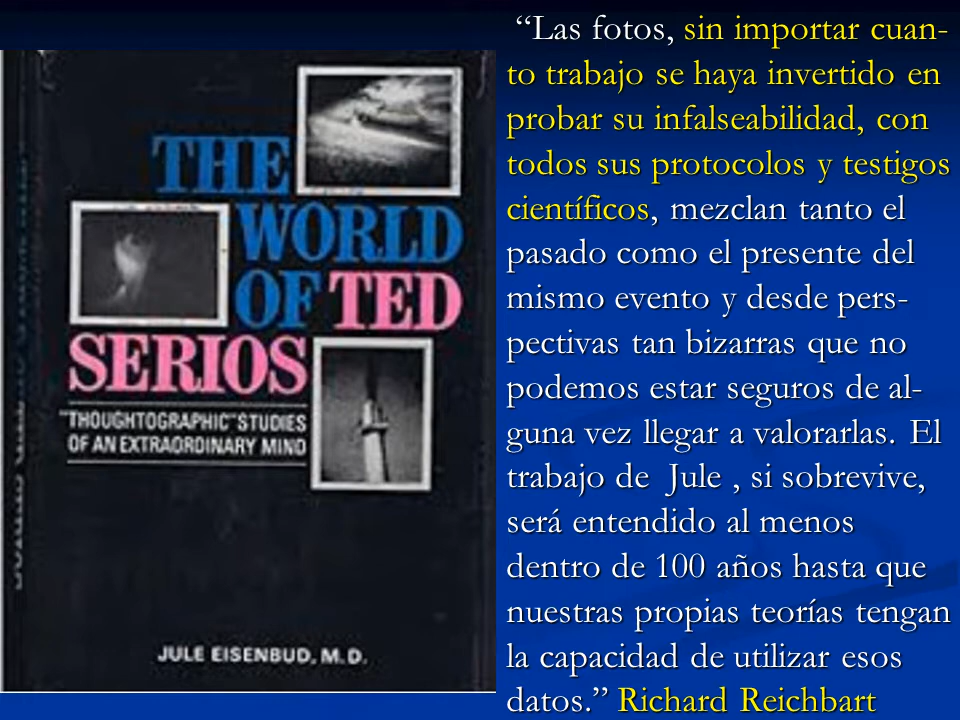 THE
WORLD
OF TED
SERIOS
"THOUGHTOGRAPHIC" STUDIES
OF AN EXTRAORDINARY MIND
JULE EISENBUD, M.D.
“Las fotos, sin importar cuan-
to trabajo se haya invertido en
probar su infalseabilidad, con
todos sus protocolos y testigos
científicos, mezclan tanto el
pasado como el presente del
mismo evento y desde pers-
pectivas tan bizarras que no
podemos estar seguros de al-
guna vez llegar a valorarlas. El
trabajo de Jule , si sobrevive,
será entendido al menos
dentro de 100 años hasta que
nuestras propias teorías tengan
la capacidad de utilizar esos
datos.” Richard Reichbart